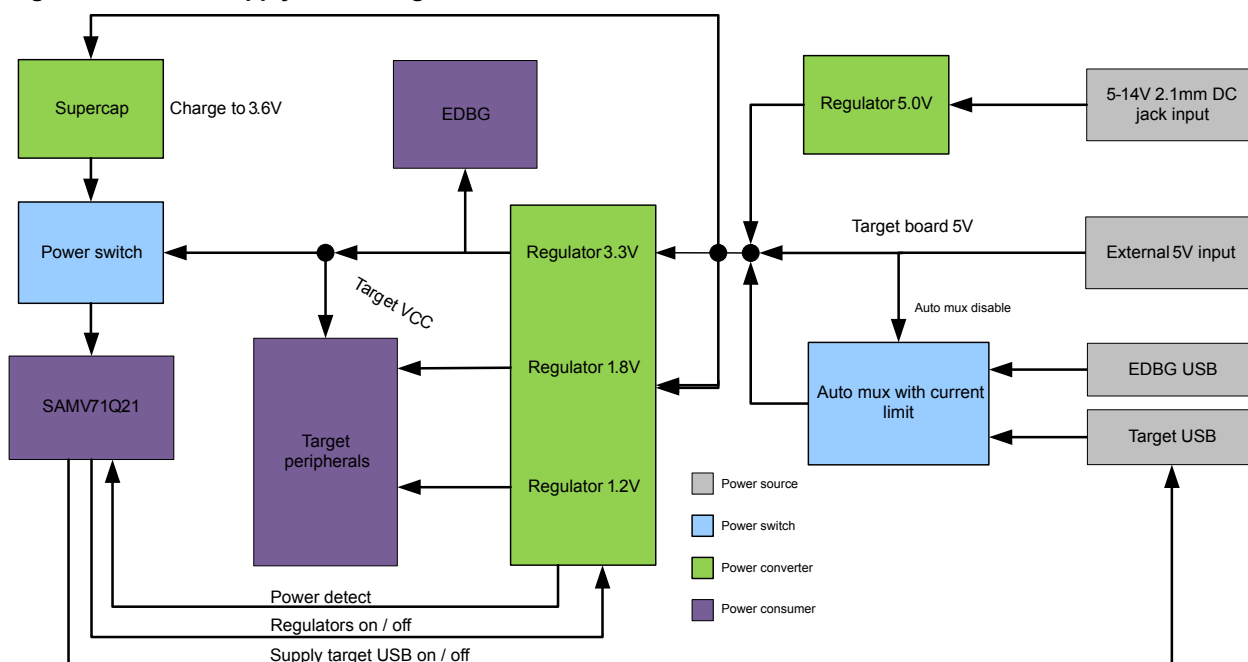 Supercap
Charge to 3.6V
EDBG
Regulator 5.0V
5-14V 2.1mm DC
jack input
Power switch
Regulator 3.3V
Target board 5V
External 5V input
Target VCC
Auto mux disable
SAMV71Q21
Target
peripherals
Regulator 1.8V
Auto mux with current
limit
EDBG USB
Target USB
Regulator 1.2V
Power source
Power switch
Power converter
Power consumer
Power detect
Regulators on / off
Supply target USB on / off